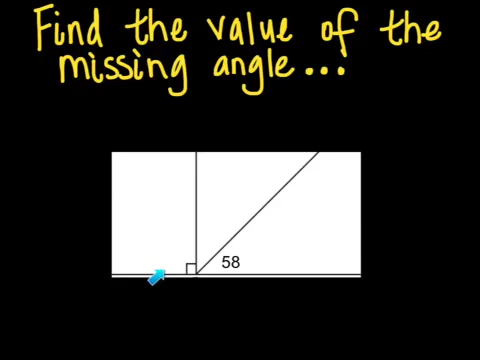 Find the value of the
missing angle...
58